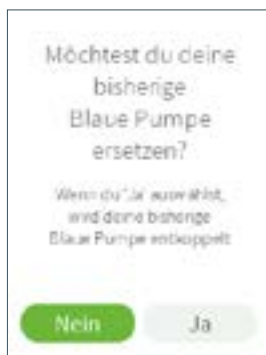 Möchtest du deine
bisherige
Blaue Pumpe
ersetzen?
Wenn du "Ja" auswählst,
wird deine bisherige
Blaue Pumpe entkoppelt
Nein
Ja